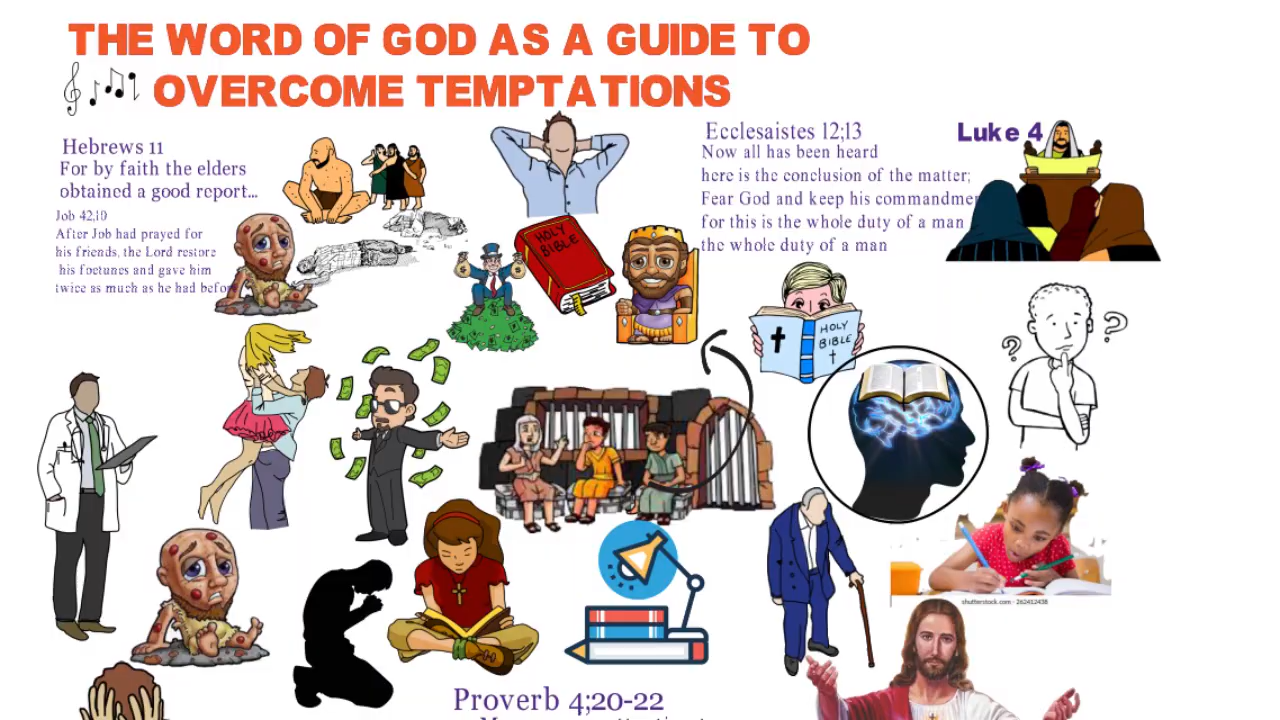 THE WORD OF GOD AS A GUIDE TO
OVERCOME TEMPTATIONS
Hebrews 11
For by faith the elders
obtained a good report...
Job 42,10
After Job had prayed for
his friends, the Lord restore
his foetunes and gave him
twice as much as he had befor
Ecclesaistes 12;13
Now all has been heard
here is the conclusion of the matter;
Fear God and keep his commandmen
for this is the whole duty of a man
the whole duty of a man
Luke 4
HOLY
BIBLE
HOLY
BIBLE
shutterstock.com · 262412438
Proverb 4;20-22